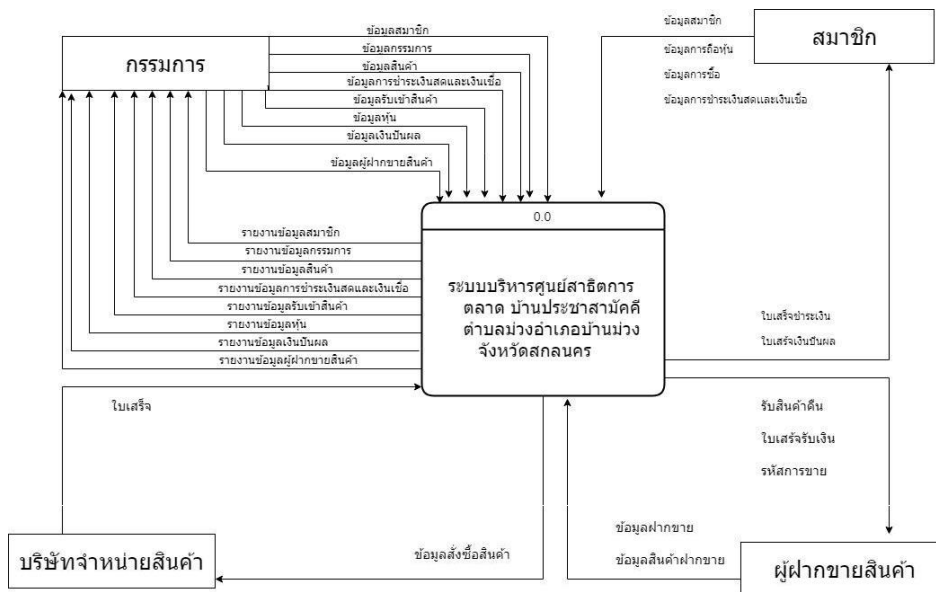 กรรมการ
ข้อมูลสมาชิก
ข้อมูลกรรมการ
ข้อมูลสินค้า
ข้อมูลการชำระเงินสดและเงินเชื่อ
ข้อมูลรับเข้าสินค้า
ข้อมูลหุ้น
ข้อมูลเงินปันผล
ข้อมูลผู้ฝากขายสินค้า
ข้อมูลสมาชิก
ข้อมูลการถือหุ้น
ข้อมูลการซื้อ
ข้อมูลการชำระเงินสดและเงินเชื่อ
สมาชิก
0.0
ระบบบริหารศูนย์สาธิตการ
ตลาด บ้านประชาสามัคคี
ตำบลม่วงอำเภอบ้านม่วง
จังหวัดสกลนคร
รายงานข้อมูลสมาชิก
รายงานข้อมูลกรรมการ
รายงานข้อมูลสินค้า
รายงานข้อมูลการชำระเงินสดและเงินเชื่อ
รายงานข้อมูลรับเข้าสินค้า
รายงานข้อมูลหุ้น
รายงานข้อมูลเงินปันผล
รายงานข้อมูลผู้ฝากขายสินค้า
ใบเสร็จชำระเงิน
ใบเสร็จเงินปันผล
ใบเสร็จ
รับสินค้าคืน
ใบเสร็จรับเงิน
รหัสการขาย
บริษัทจำหน่ายสินค้า
ข้อมูลสั่งซื้อสินค้า
ข้อมูลฝากขาย
ข้อมูลสินค้าฝากขาย
ผู้ฝากขายสินค้า